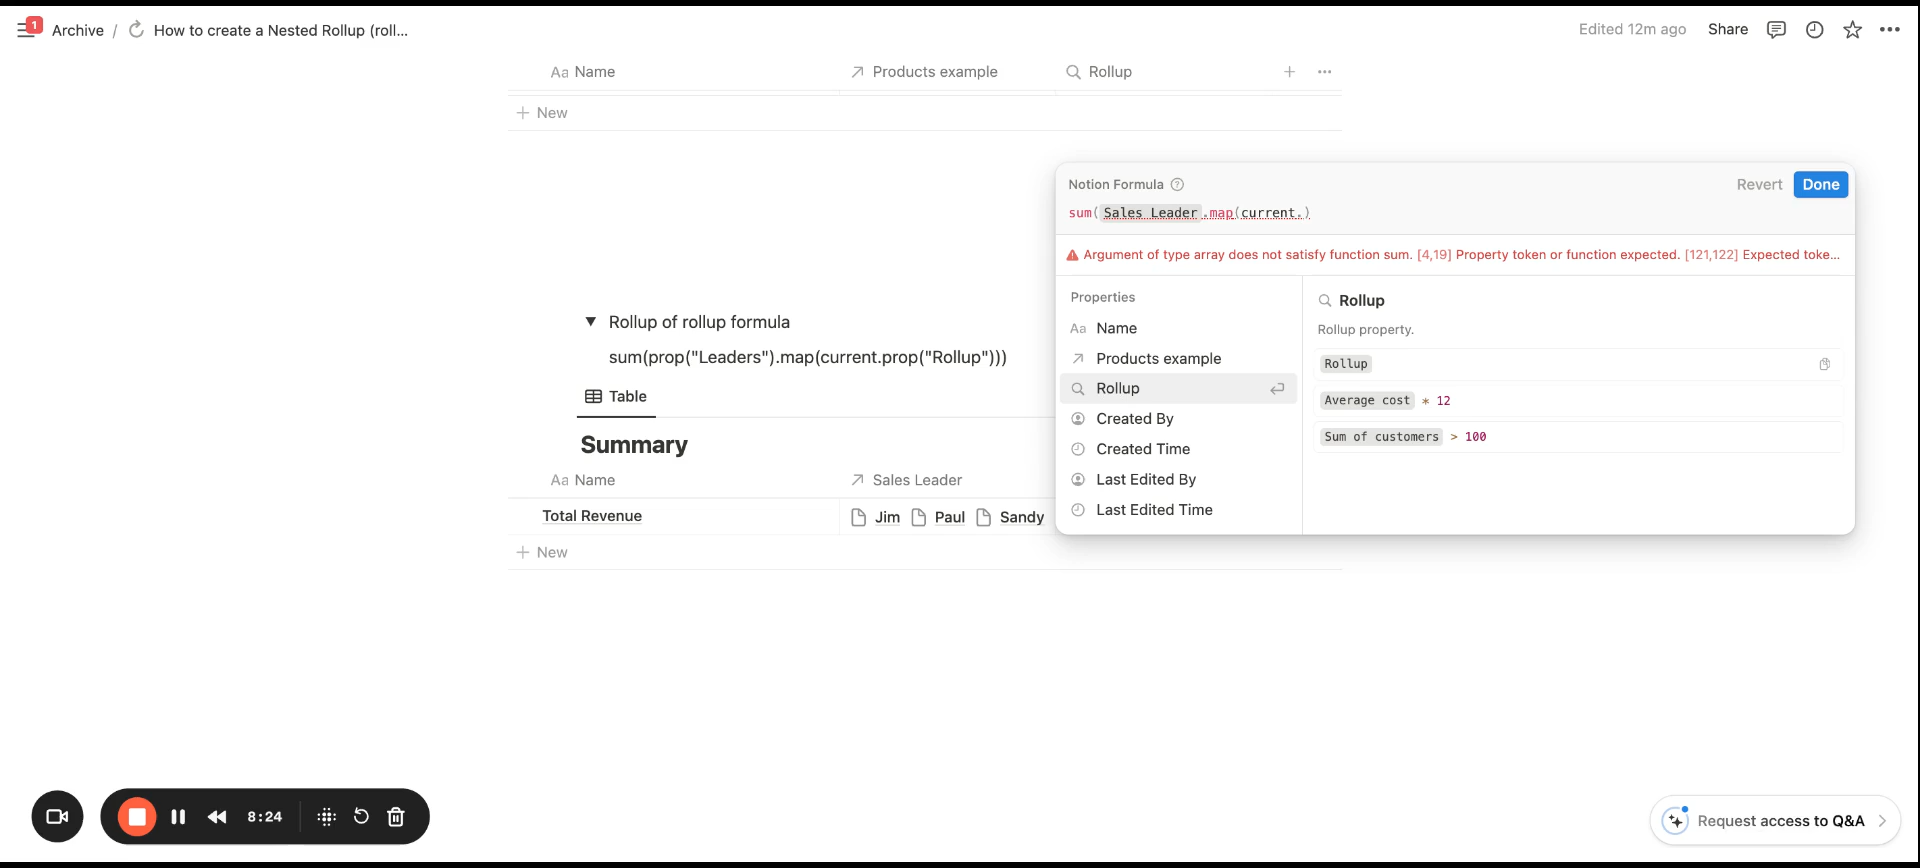 1
Archive / How to create a Nested Rollup (roll...
Edited 12m ago Share
Aa Name Products example Rollup
+ New
Notion Formula Revert Done
sum( Sales Leader .map(current.)
Argument of type array does not satisfy function sum. [4,19] Property token or function expected. [121,122] Expected toke...
Properties
Aa Name
Products example
Rollup
Created By
Created Time
Last Edited By
Last Edited Time
Rollup
Rollup property.
Rollup
Average cost * 12
Sum of customers > 100
Rollup of rollup formula
sum(prop("Leaders").map(current.prop("Rollup")))
Table
Summary
Aa Name Sales Leader
Total Revenue Jim Paul Sandy
+ New
8:24
Request access to Q&A